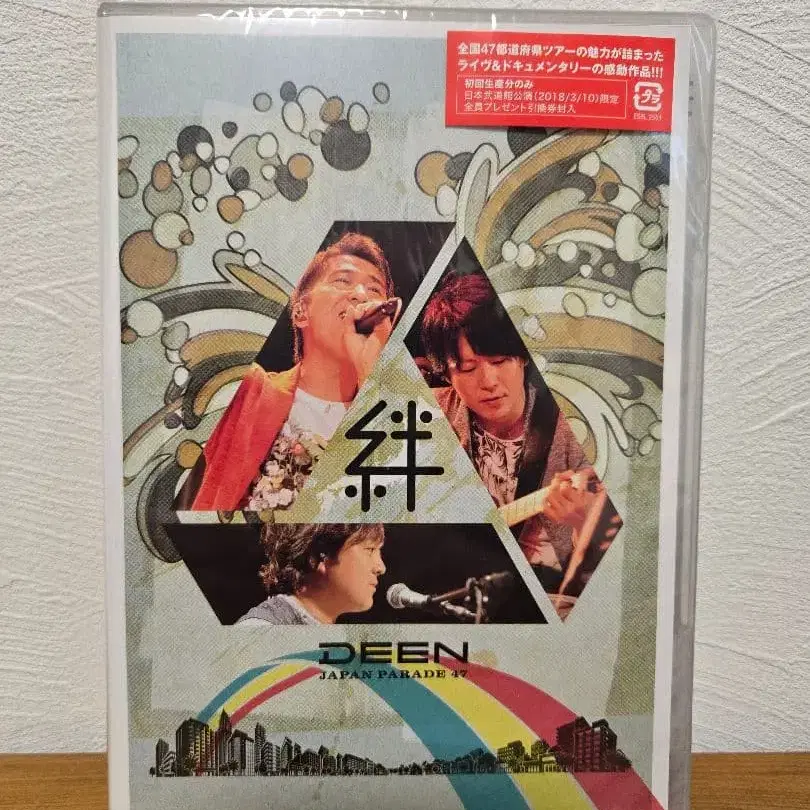 全国47都道府県ツアーの魅力が詰まった
ライヴ&ドキュメンタリーの感動作品!!!
初回生産分のみ
日本武道館公演(2018/3/10)限定
全員プレゼント引換券封入
プラ
絆
DEEN
JAPAN PARADE 47